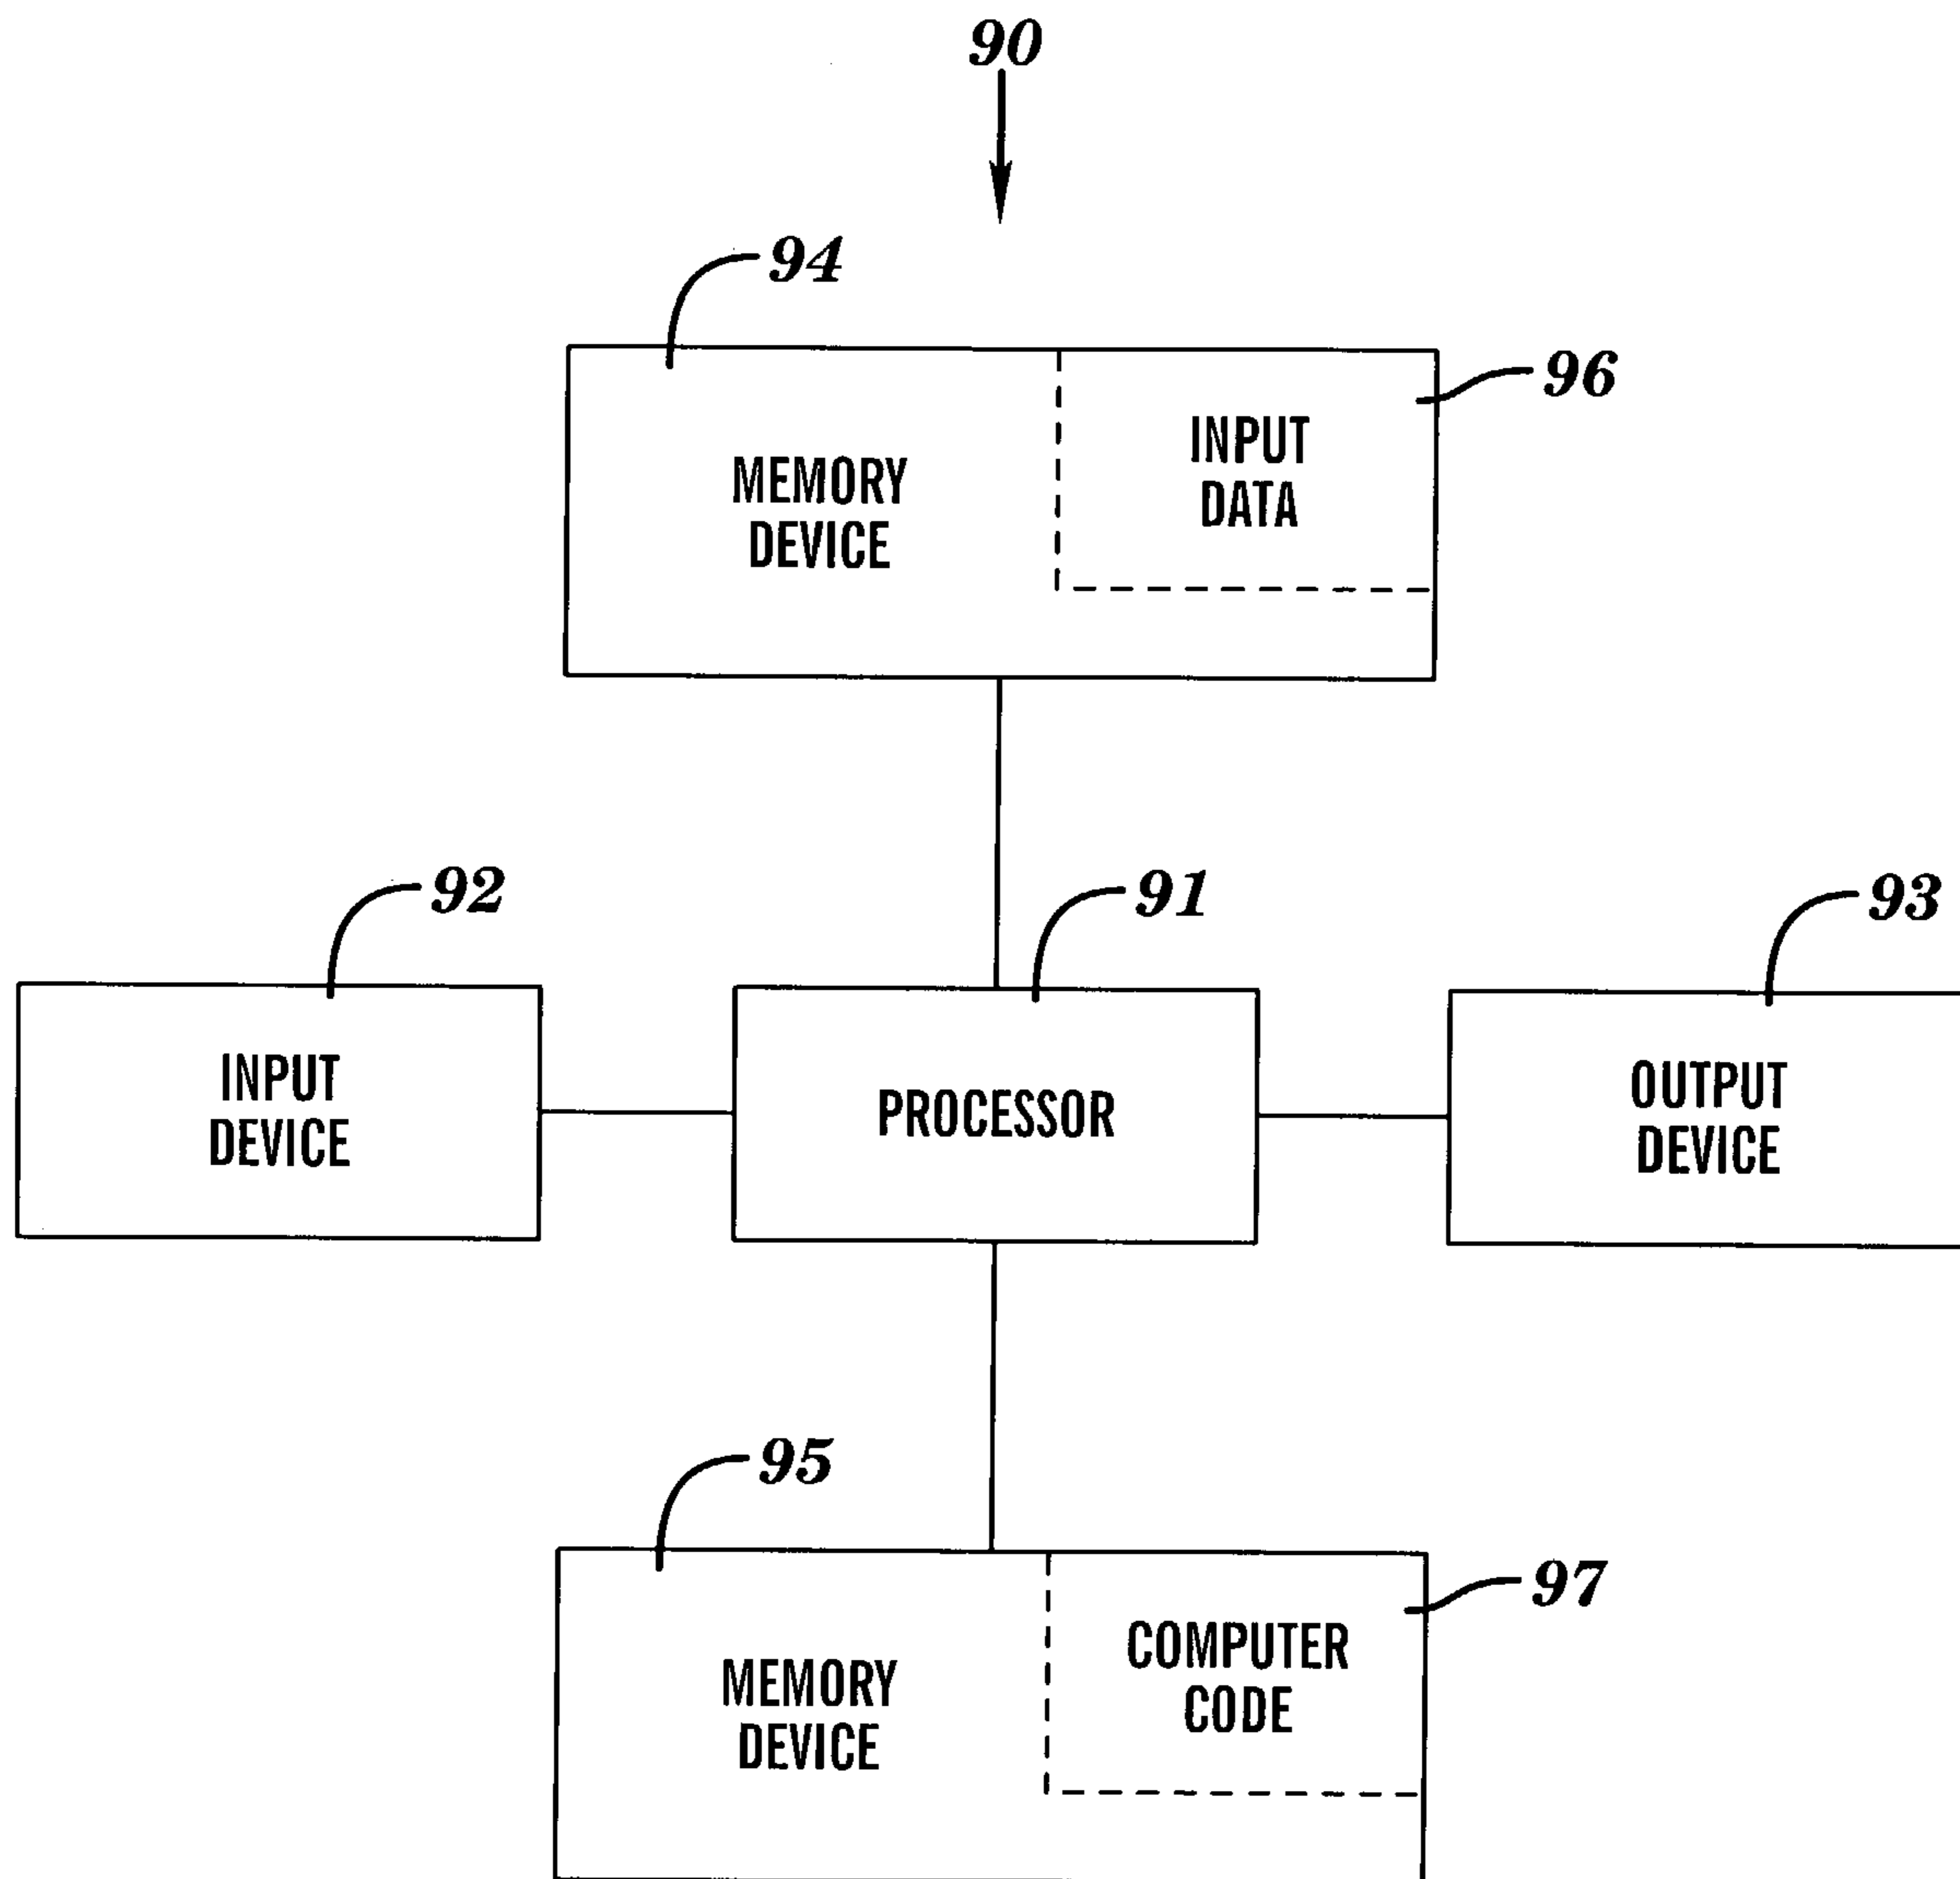 90
94
96
MEMORY
DEVICE
INPUT
DATA
92
91
93
INPUT
DEVICE
PROCESSOR
OUTPUT
DEVICE
95
97
MEMORY
DEVICE
COMPUTER
CODE